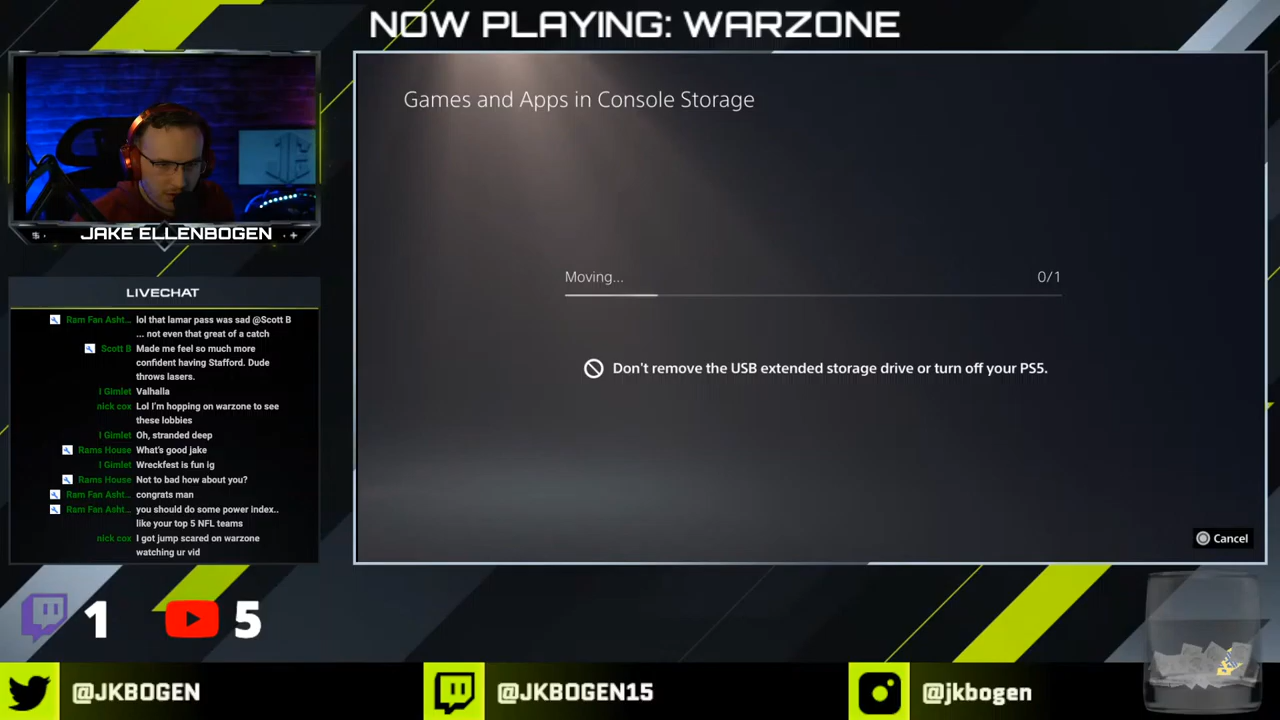 NOW PLAYING: WARZONE
Games and Apps in Console Storage
JAKE ELLENBOGEN
Moving... 0/1
Don't remove the USB extended storage drive or turn off your PS5.
Cancel
LIVECHAT
Ram Fan Asht... lol that lamar pass was sad @Scott B
... not even that great of a catch
Scott B Made me feel so much more
confident having Stafford. Dude
throws lasers.
I Gimlet Valhalla
nick cox Lol I'm hopping on warzone to see
these lobbies
I Gimlet Oh, stranded deep
Rams House What's good jake
I Gimlet Wreckfest is fun ig
Rams House Not to bad how about you?
Ram Fan Asht... congrats man
Ram Fan Asht... you should do some power index..
like your top 5 NFL teams
nick cox I got jump scared on warzone
watching ur vid
1 5
@JKBOGEN @JKBOGEN15 @jkbogen